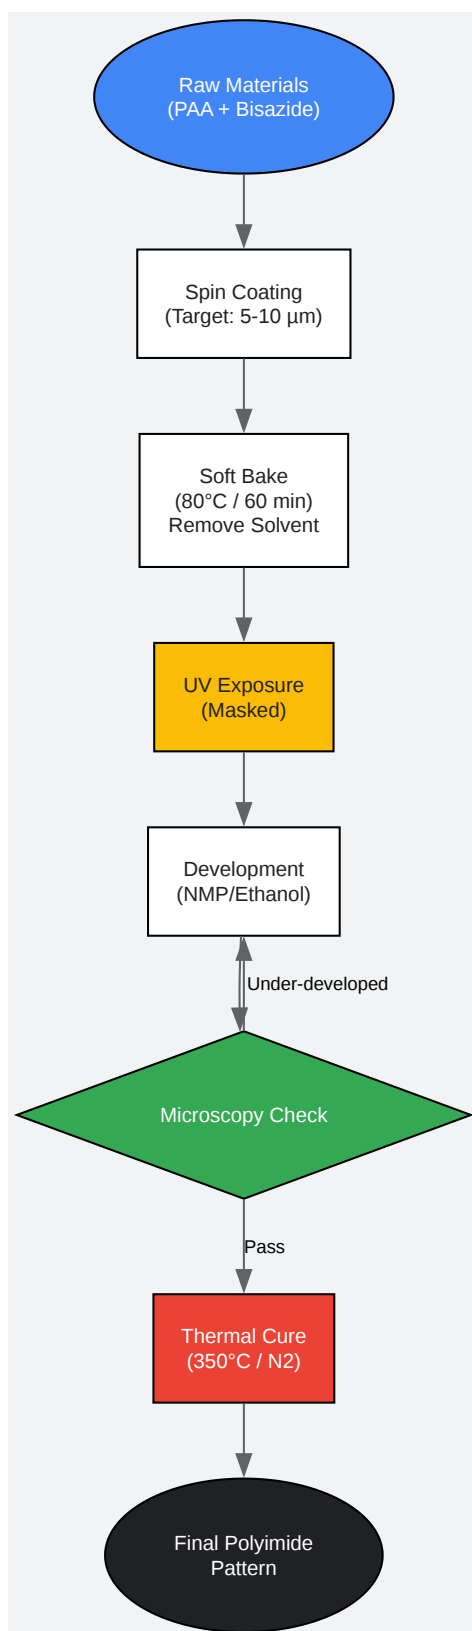 Raw Materials
(PAA + Bisazide)
Spin Coating
(Target: 5-10 µm)
Soft Bake
(80°C / 60 min)
Remove Solvent
UV Exposure
(Masked)
Development
(NMP/Ethanol)
Under-developed
Microscopy Check
Pass
Thermal Cure
(350°C / N2)
Final Polyimide
Pattern